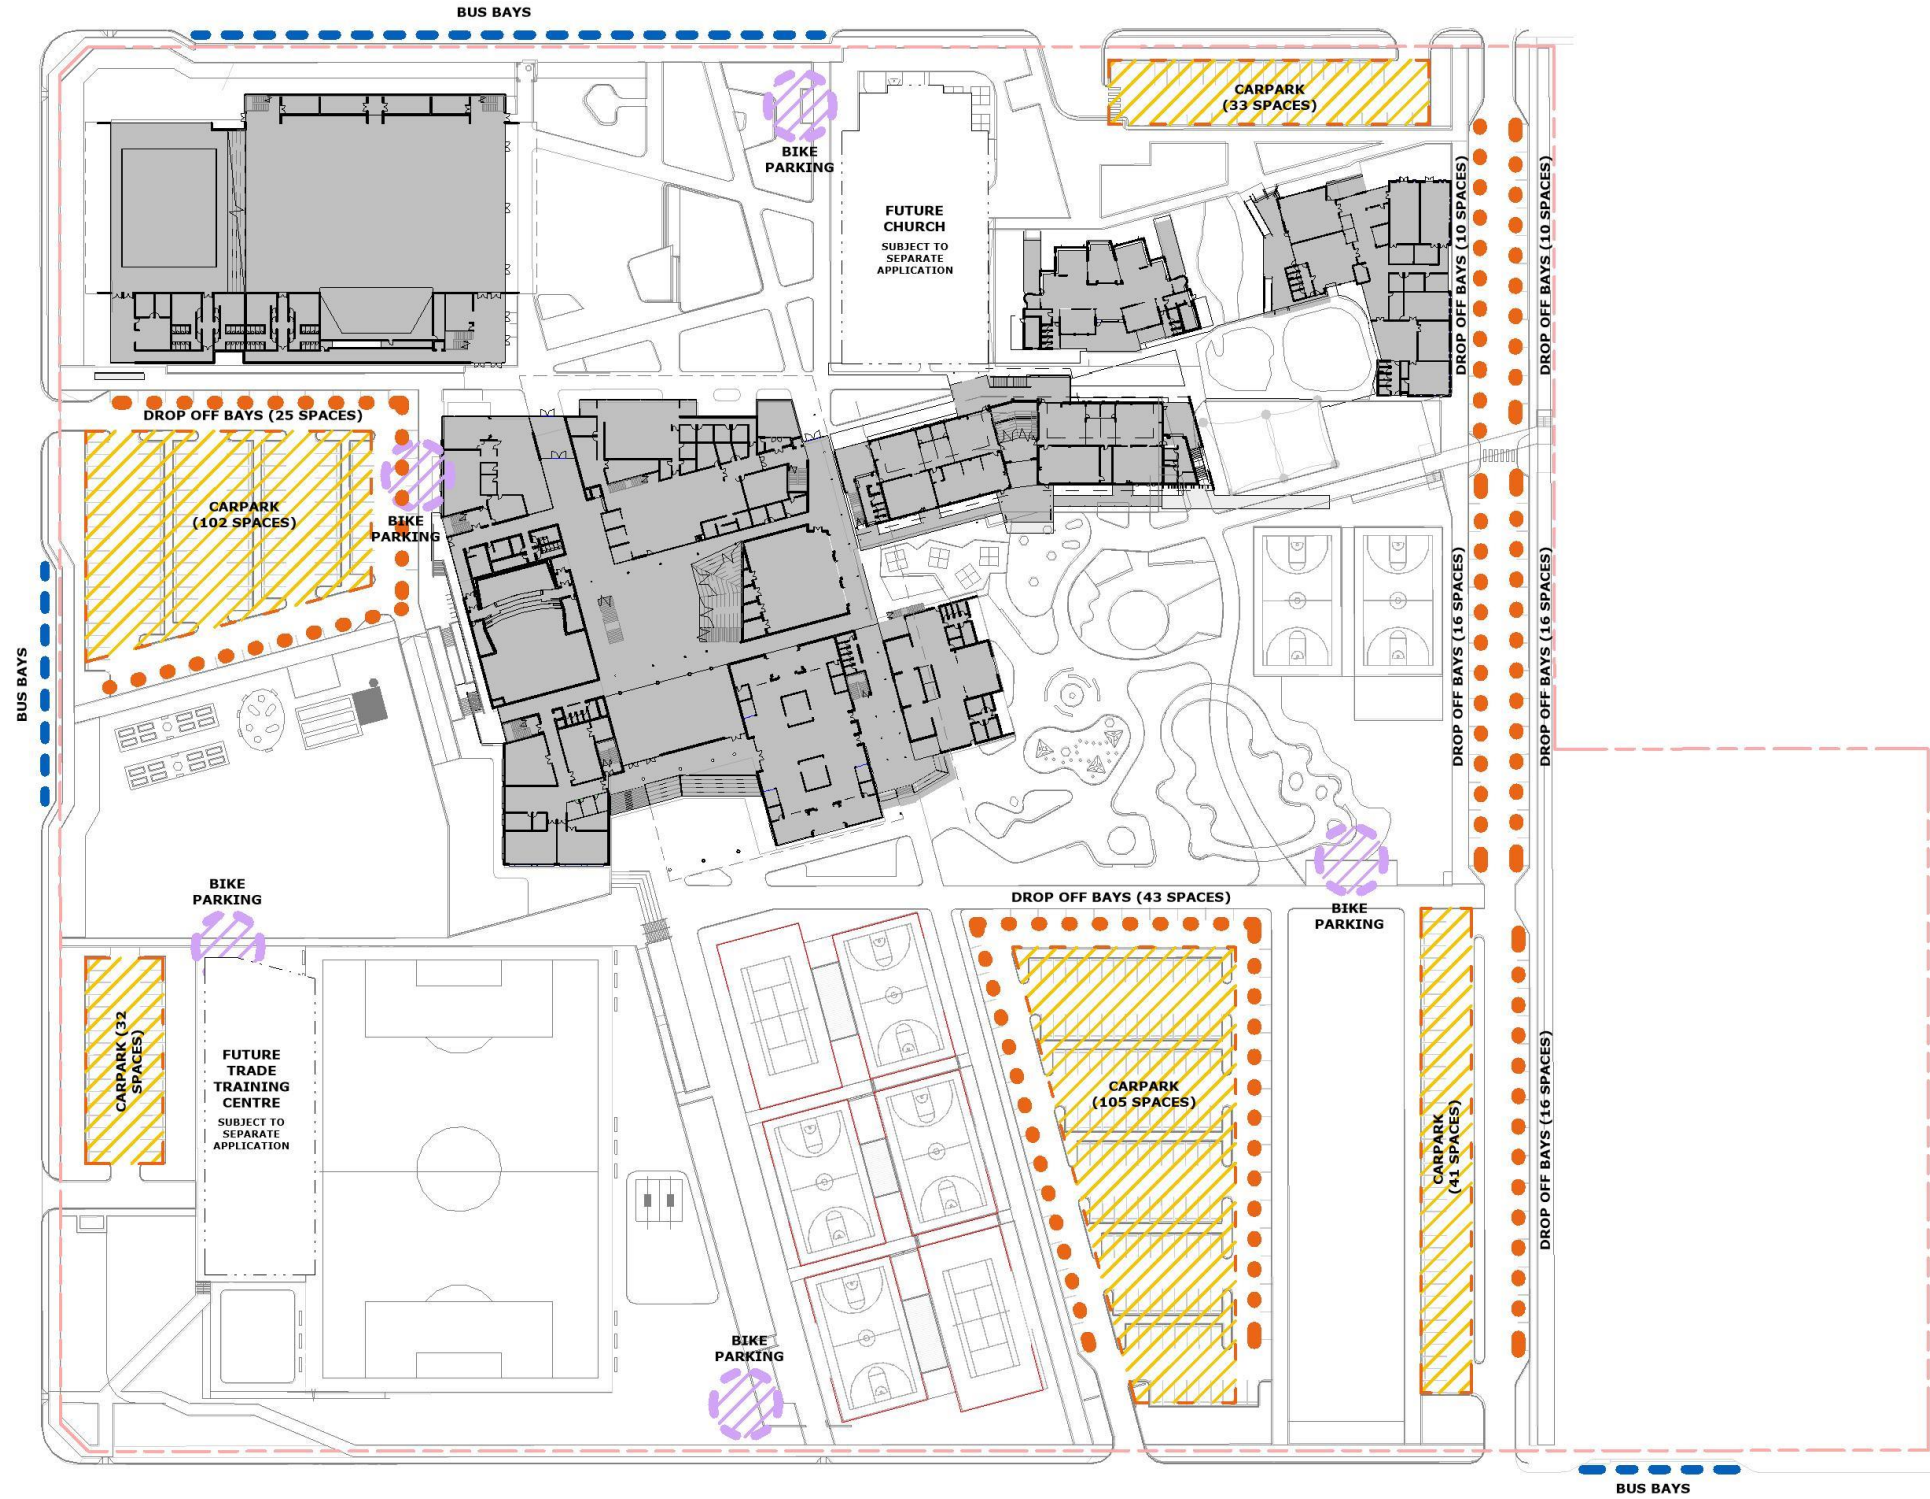 BUS BAYS
CARPARK
(33 SPACES)
BIKE
PARKING
FUTURE
CHURCH
SUBJECT TO
SEPARATE
APPLICATION
DROP OFF BAYS (10 SPACES)
DROP OFF BAYS (10 SPACES)
DROP OFF BAYS (25 SPACES)
CARPARK
(102 SPACES)
BIKE
PARKING
BUS BAYS
DROP OFF BAYS (16 SPACES)
DROP OFF BAYS (16 SPACES)
BIKE
PARKING
DROP OFF BAYS (43 SPACES)
BIKE
PARKING
CARPARK (32
SPACES)
FUTURE
TRADE
TRAINING
CENTRE
SUBJECT TO
SEPARATE
APPLICATION
CARPARK
(105 SPACES)
CARPARK
(41 SPACES)
DROP OFF BAYS (16 SPACES)
BIKE
PARKING
BUS BAYS